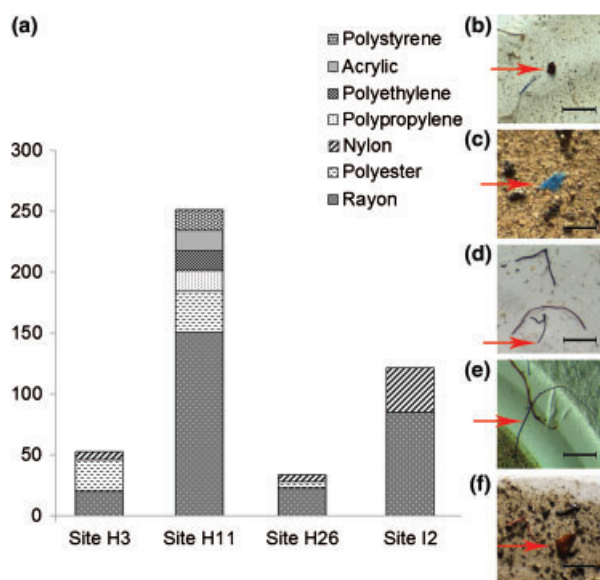 (a)
Polystyrene
Acrylic
Polyethylene
Polypropylene
Nylon
Polyester
Rayon
300
250
200
150
100
50
0
Site H3 Site H11 Site H26 Site I2
(b)
(c)
(d)
(e)
(f)